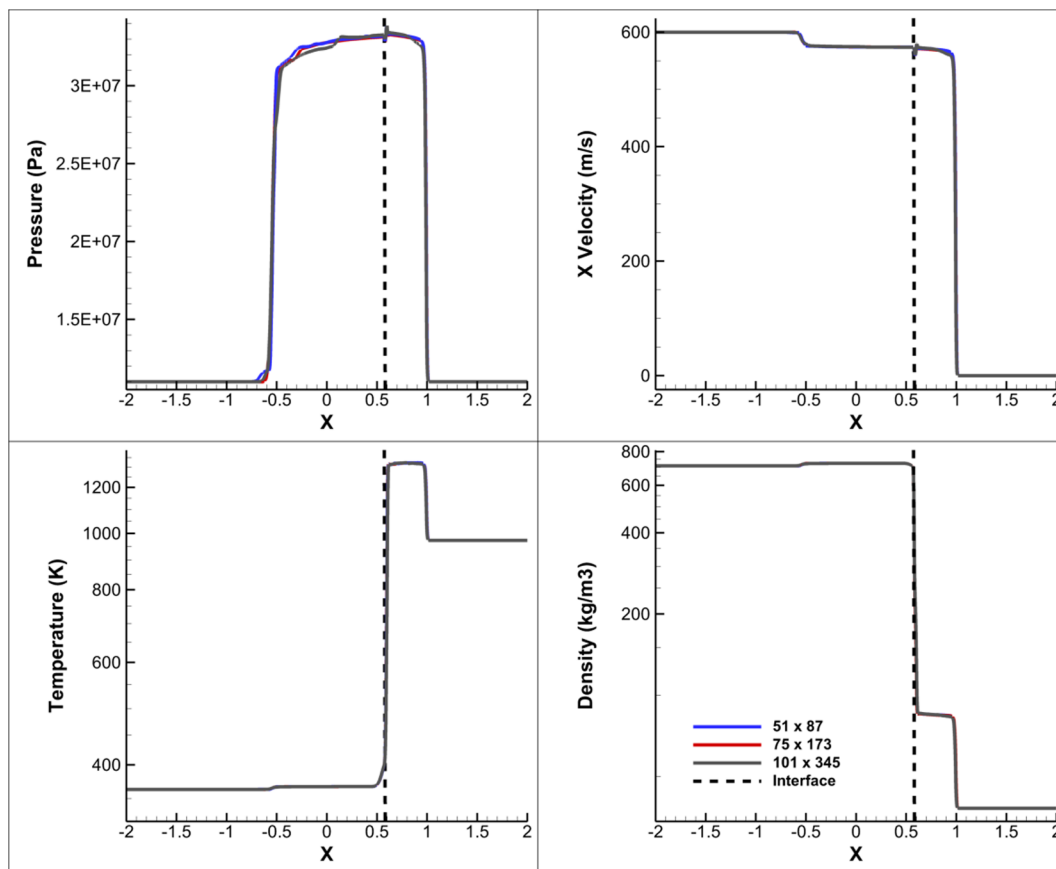 Pressure (Pa)
3E+07
2.5E+07
2E+07
1.5E+07
-2 -1.5 -1 -0.5 0 0.5 1 1.5 2
X
X Velocity (m/s)
600
400
200
0
-2 -1.5 -1 -0.5 0 0.5 1 1.5 2
X
Temperature (K)
1200
1000
800
600
400
-2 -1.5 -1 -0.5 0 0.5 1 1.5 2
X
Density (kg/m3)
800
600
400
200
51 x 87
75 x 173
101 x 345
Interface
-2 -1.5 -1 -0.5 0 0.5 1 1.5 2
X